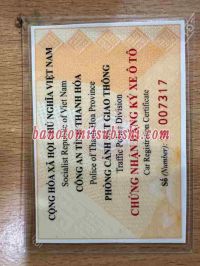 CỘNG HÒA XÃ HỘI CHỦ NGHĨA VIỆT NAM
Socialist Republic of Viet Nam
CÔNG AN TỈNH THANH HÓA
Police of Thanh Hoa Province
PHÒNG CẢNH SÁT GIAO THÔNG
Traffic Police Division
CHỨNG NHẬN ĐĂNG KÝ XE Ô TÔ
Car Registration Certificate
Số (Number): 007317